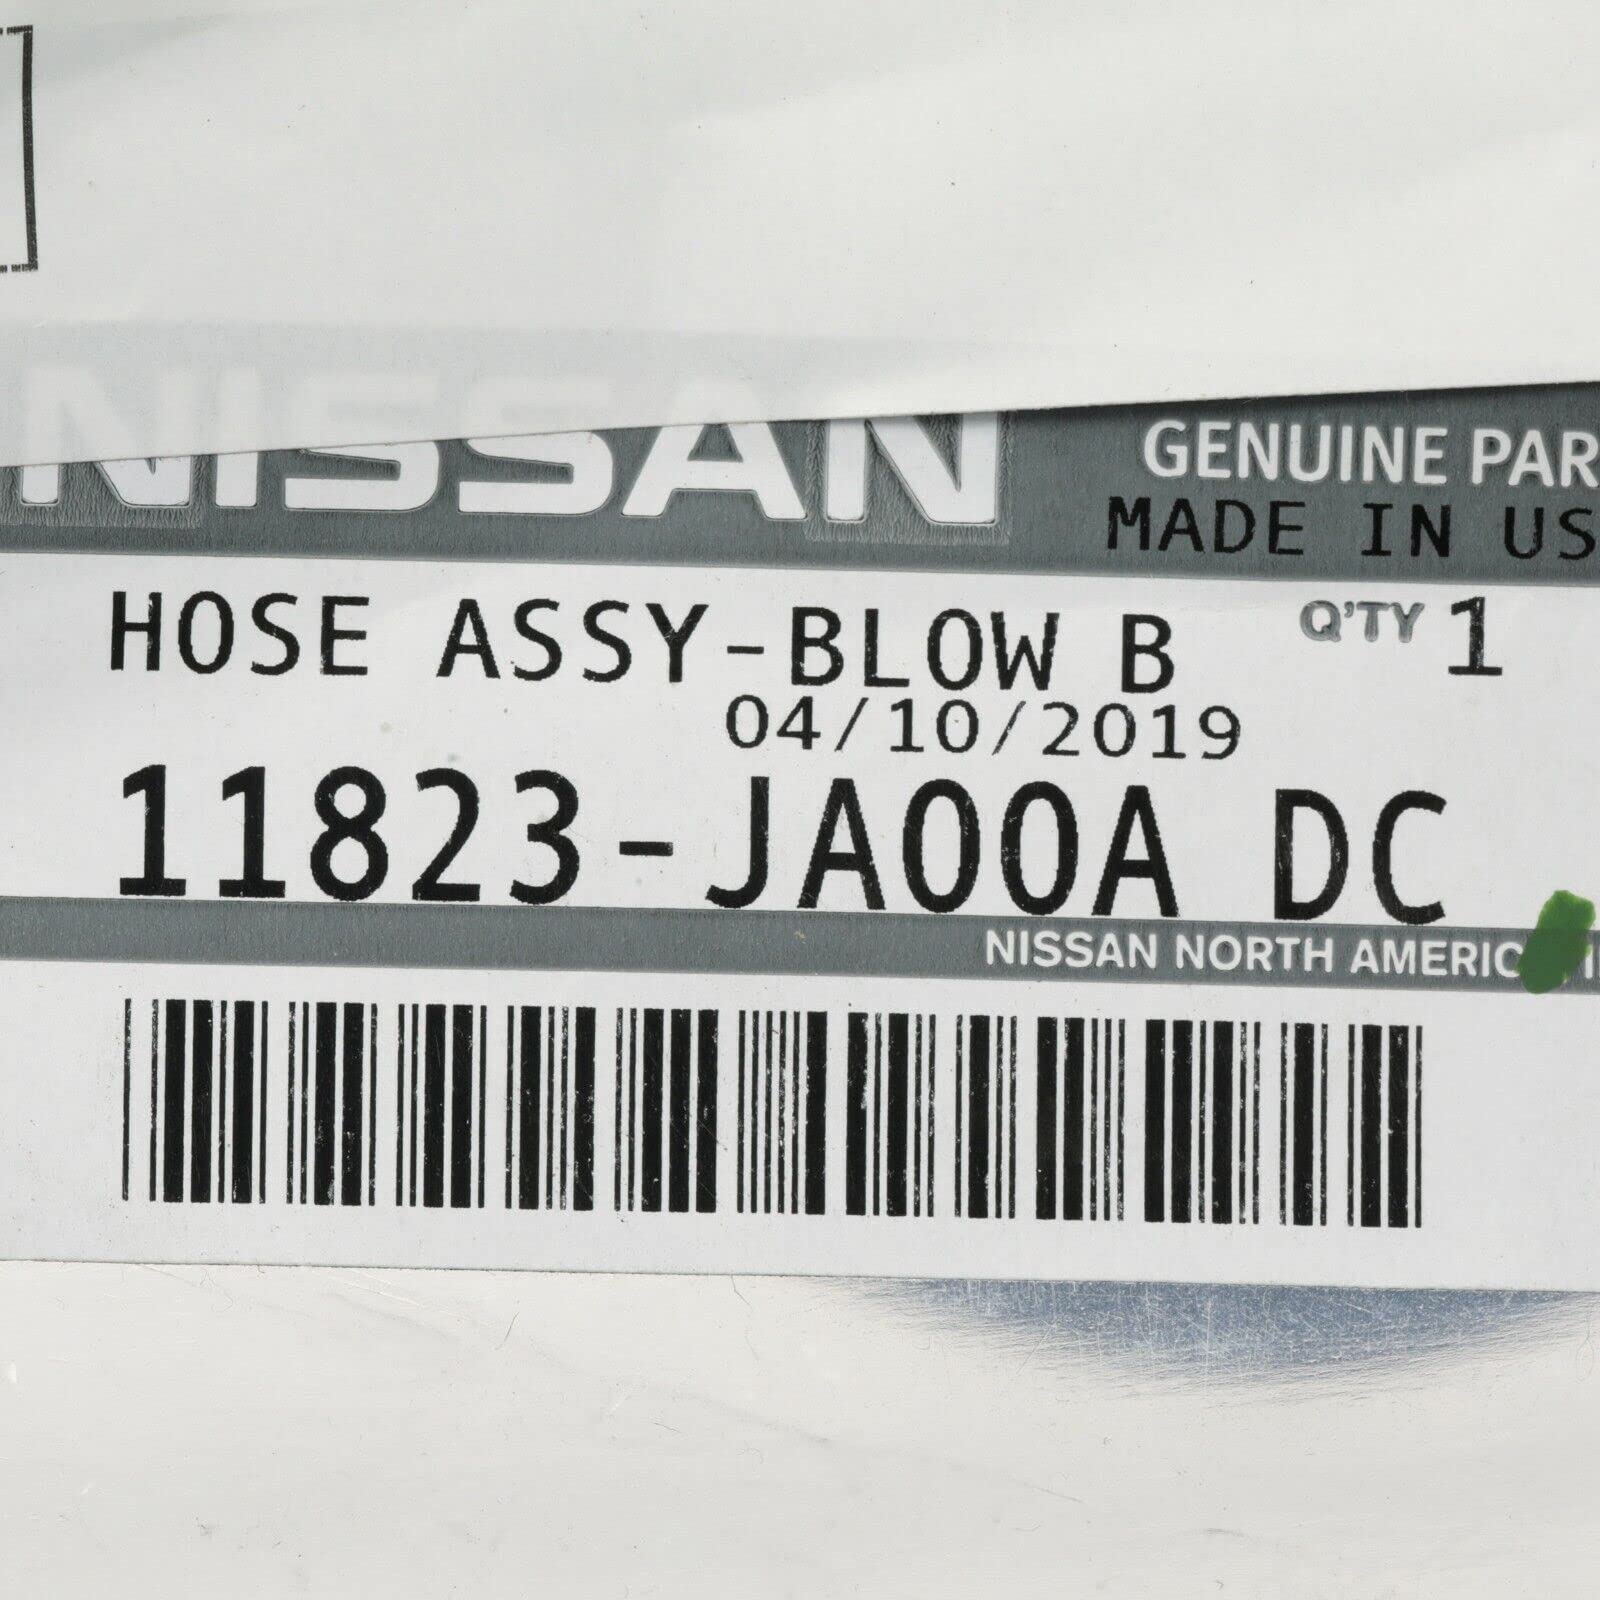 NISSAN
GENUINE PAR
MADE IN US
HOSE ASSY-BLOW B
Q'TY 1
04/10/2019
11823-JA00A DC
NISSAN NORTH AMERIC